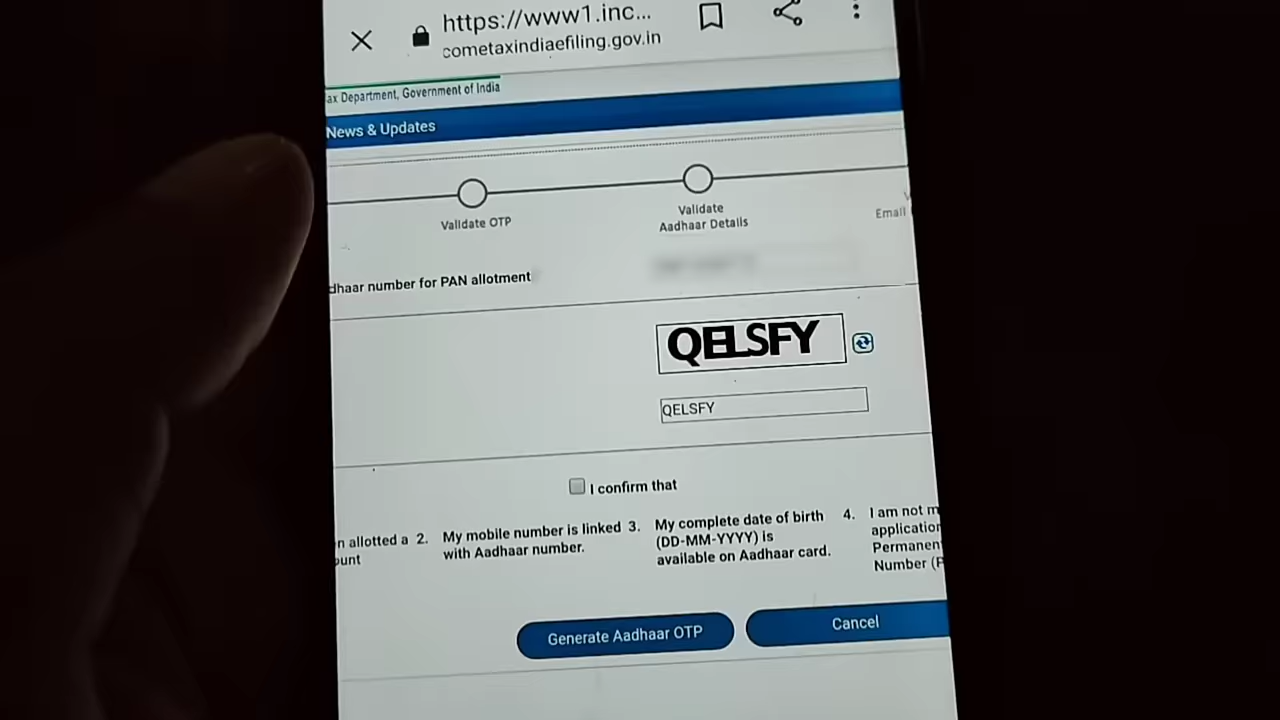 https://www1.inc...
cometaxindiaefiling.gov.in
ax Department, Government of India
News & Updates
Validate OTP
Validate
Aadhaar Details
Email
dhaar number for PAN allotment
QELSFY
QELSFY
I confirm that
n allotted a
ount
2. My mobile number is linked
with Aadhaar number.
3. My complete date of birth
(DD-MM-YYYY) is
available on Aadhaar card.
4. I am not m
application
Permanen
Number (P
Generate Aadhaar OTP
Cancel